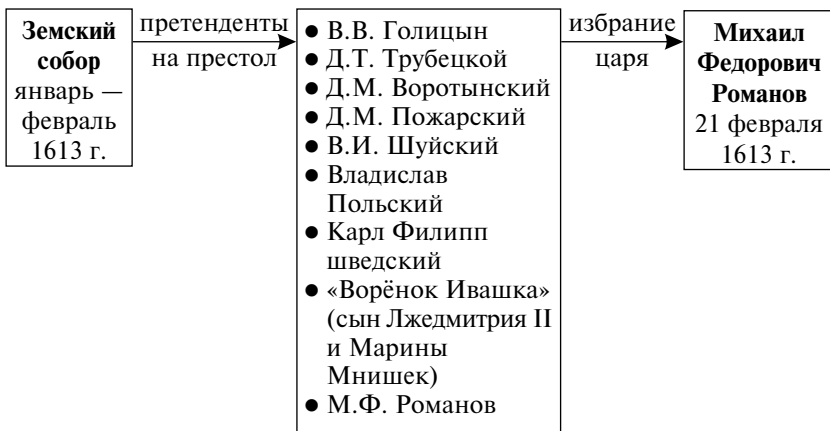 Земский
собор
январь —
февраль
1613 г.
претенденты
на престол
● В.В. Голицын
● Д.Т. Трубецкой
● Д.М. Воротынский
● Д.М. Пожарский
● В.И. Шуйский
● Владислав
Польский
● Карл Филипп
шведский
● «Ворёнок Ивашка»
(сын Лжедмитрия II
и Марины
Мнишек)
● М.Ф. Романов
избрание
царя
Михаил
Федорович
Романов
21 февраля
1613 г.